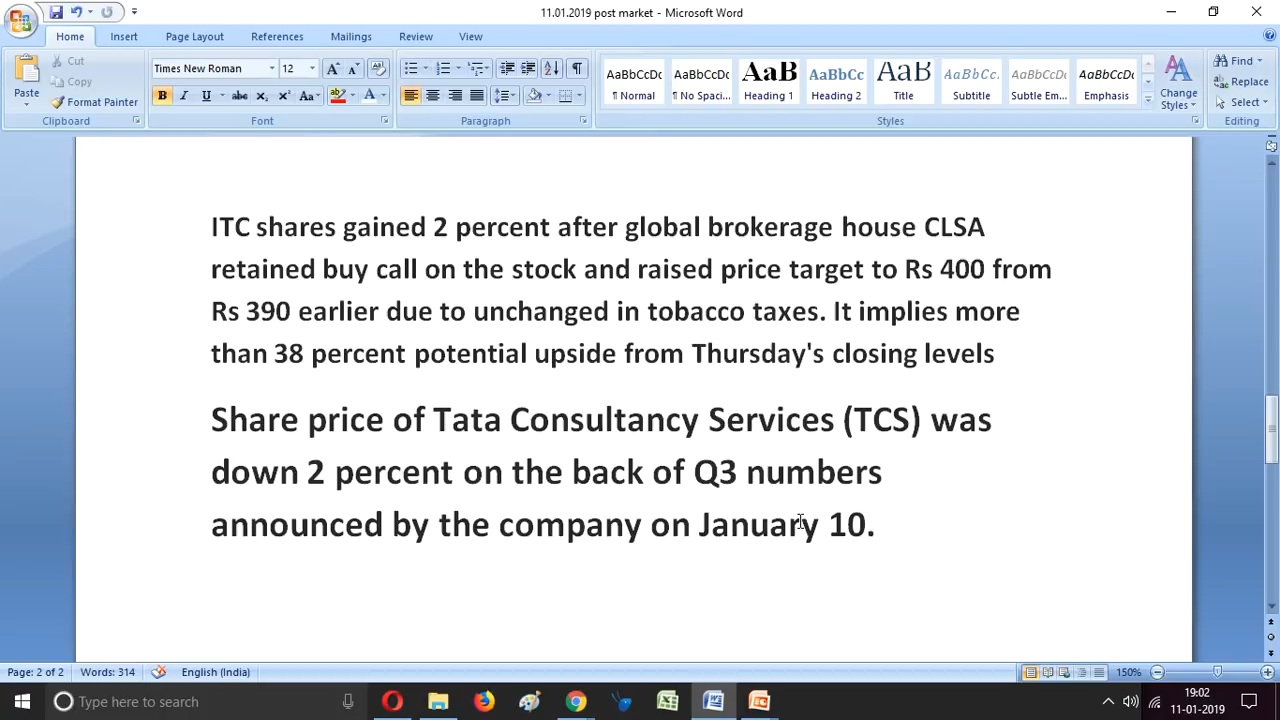 11.01.2019 post market - Microsoft Word
Home Insert Page Layout References Mailings Review View
Paste
Cut
Copy
Format Painter
Clipboard
Times New Roman 12
Font
Paragraph
AaBbCcDc AaBbCcDc AaB AaBbCc AaB AaBbCc. AaBbCcDc AaBbCcDc
¶ Normal ¶ No Spaci... Heading 1 Heading 2 Title Subtitle Subtle Em... Emphasis
Change Styles
Styles
Find
Replace
Select
Editing
ITC shares gained 2 percent after global brokerage house CLSA
retained buy call on the stock and raised price target to Rs 400 from
Rs 390 earlier due to unchanged in tobacco taxes. It implies more
than 38 percent potential upside from Thursday's closing levels
Share price of Tata Consultancy Services (TCS) was
down 2 percent on the back of Q3 numbers
announced by the company on January 10.
Page: 2 of 2 Words: 314 English (India) 150%
Type here to search
19:02
11-01-2019